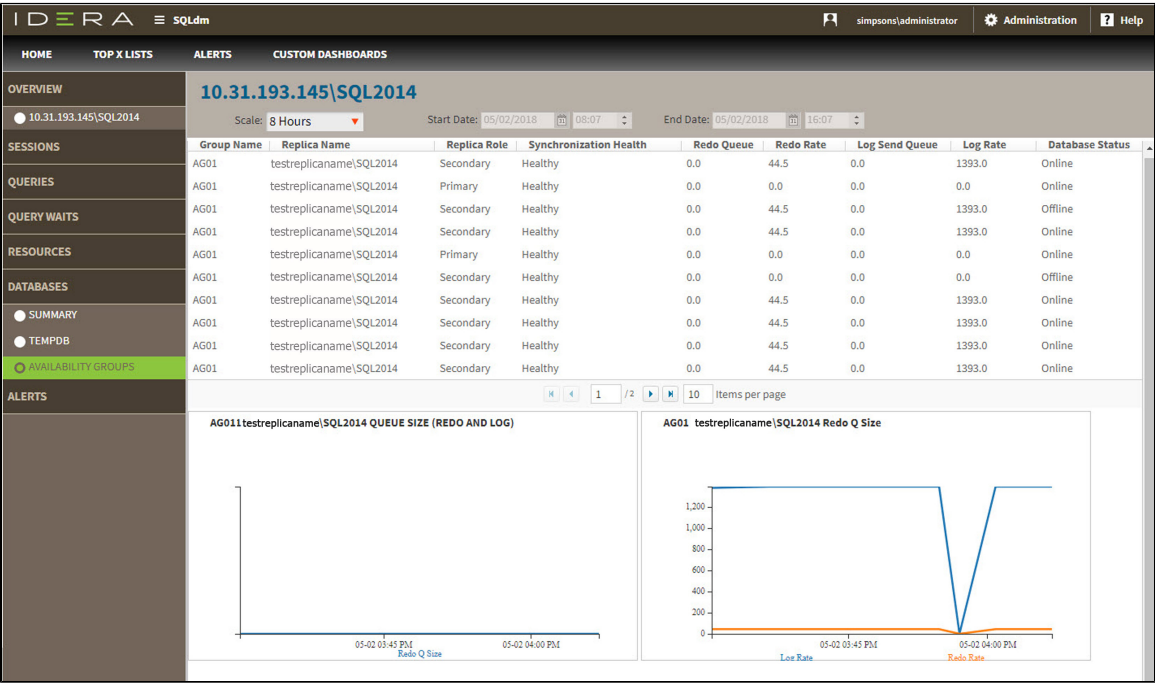 IDERA SQLdm simpsons\administrator Administration ? Help
HOME TOP X LISTS ALERTS CUSTOM DASHBOARDS
OVERVIEW
10.31.193.145\SQL2014
SESSIONS
QUERIES
QUERY WAITS
RESOURCES
DATABASES
SUMMARY
TEMPDB
AVAILABILITY GROUPS
ALERTS
10.31.193.145\SQL2014
Scale: 8 Hours Start Date: 05/02/2018 31 08:07 End Date: 05/02/2018 31 16:07
Group Name Replica Name Replica Role Synchronization Health Redo Queue Redo Rate Log Send Queue Log Rate Database Status
AG01 testreplicaname\SQL2014 Secondary Healthy 0.0 44.5 0.0 1393.0 Online
AG01 testreplicaname\SQL2014 Primary Healthy 0.0 0.0 0.0 0.0 Online
AG01 testreplicaname\SQL2014 Secondary Healthy 0.0 44.5 0.0 1393.0 Offline
AG01 testreplicaname\SQL2014 Secondary Healthy 0.0 44.5 0.0 1393.0 Online
AG01 testreplicaname\SQL2014 Primary Healthy 0.0 0.0 0.0 0.0 Online
AG01 testreplicaname\SQL2014 Secondary Healthy 0.0 0.0 0.0 0.0 Offline
AG01 testreplicaname\SQL2014 Secondary Healthy 0.0 44.5 0.0 1393.0 Online
AG01 testreplicaname\SQL2014 Secondary Healthy 0.0 44.5 0.0 1393.0 Online
AG01 testreplicaname\SQL2014 Secondary Healthy 0.0 44.5 0.0 1393.0 Online
AG01 testreplicaname\SQL2014 Secondary Healthy 0.0 44.5 0.0 1393.0 Online
1 /2 10 Items per page
AG011testreplicaname\SQL2014 QUEUE SIZE (REDO AND LOG)
05-02 03:45 PM 05-02 04:00 PM
Redo Q Size
AG01 testreplicaname\SQL2014 Redo Q Size
1,200
1,000
800
600
400
200
0
05-02 03:45 PM 05-02 04:00 PM
Log Rate Redo Rate